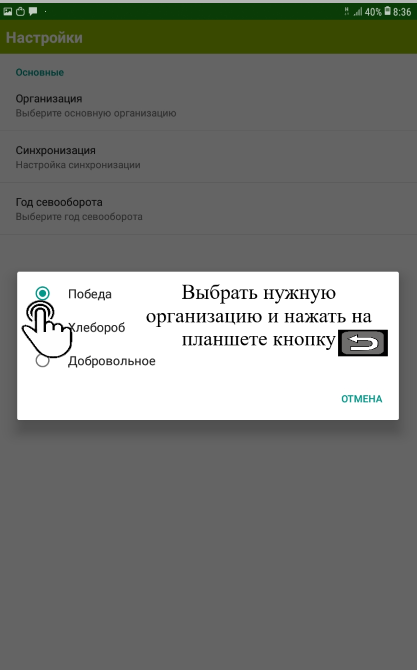 40% 8:36
Настройки
Основные
Организация
Выберите основную организацию
Синхронизация
Настройка синхронизации
Год севооборота
Выберите год севооборота
Победа
Хлебороб
Добровольное
Выбрать нужную
организацию и нажать на
планшете кнопку
ОТМЕНА